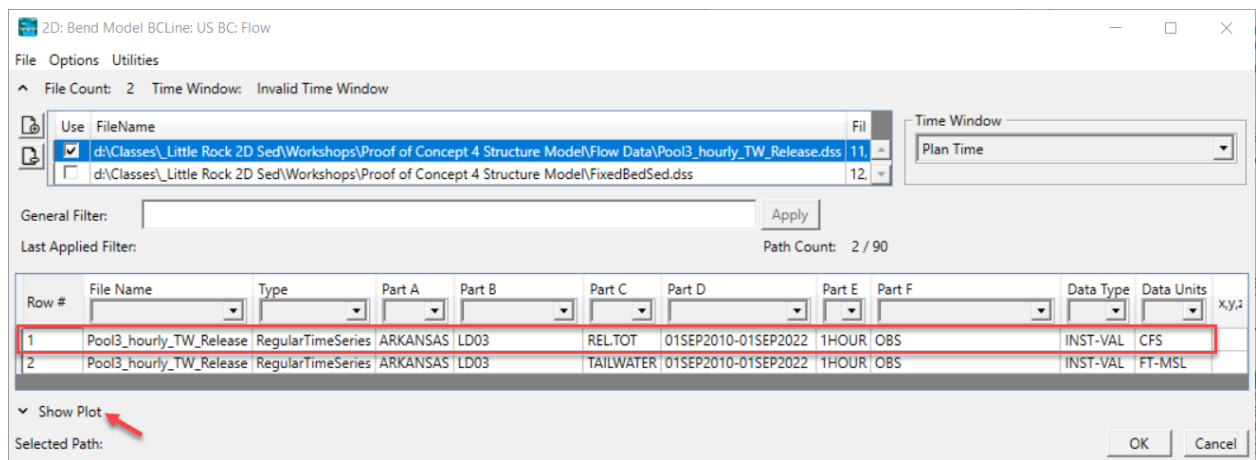 2D: Bend Model BCLine: US BC: Flow
File Options Utilities
File Count: 2 Time Window: Invalid Time Window
Use FileName Fil
d:\Classes\_Little Rock 2D Sed\Workshops\Proof of Concept 4 Structure Model\Flow Data\Pool3_hourly_TW_Release.dss 11,
d:\Classes\_Little Rock 2D Sed\Workshops\Proof of Concept 4 Structure Model\FixedBedSed.dss 12,
Time Window
Plan Time
General Filter: Apply
Last Applied Filter: Path Count: 2 / 90
Row # File Name Type Part A Part B Part C Part D Part E Part F Data Type Data Units x,y,z
1 Pool3_hourly_TW_Release RegularTimeSeries ARKANSAS LD03 REL.TOT 01SEP2010-01SEP2022 1HOUR OBS INST-VAL CFS
2 Pool3_hourly_TW_Release RegularTimeSeries ARKANSAS LD03 TAILWATER 01SEP2010-01SEP2022 1HOUR OBS INST-VAL FT-MSL
Show Plot
Selected Path: OK Cancel